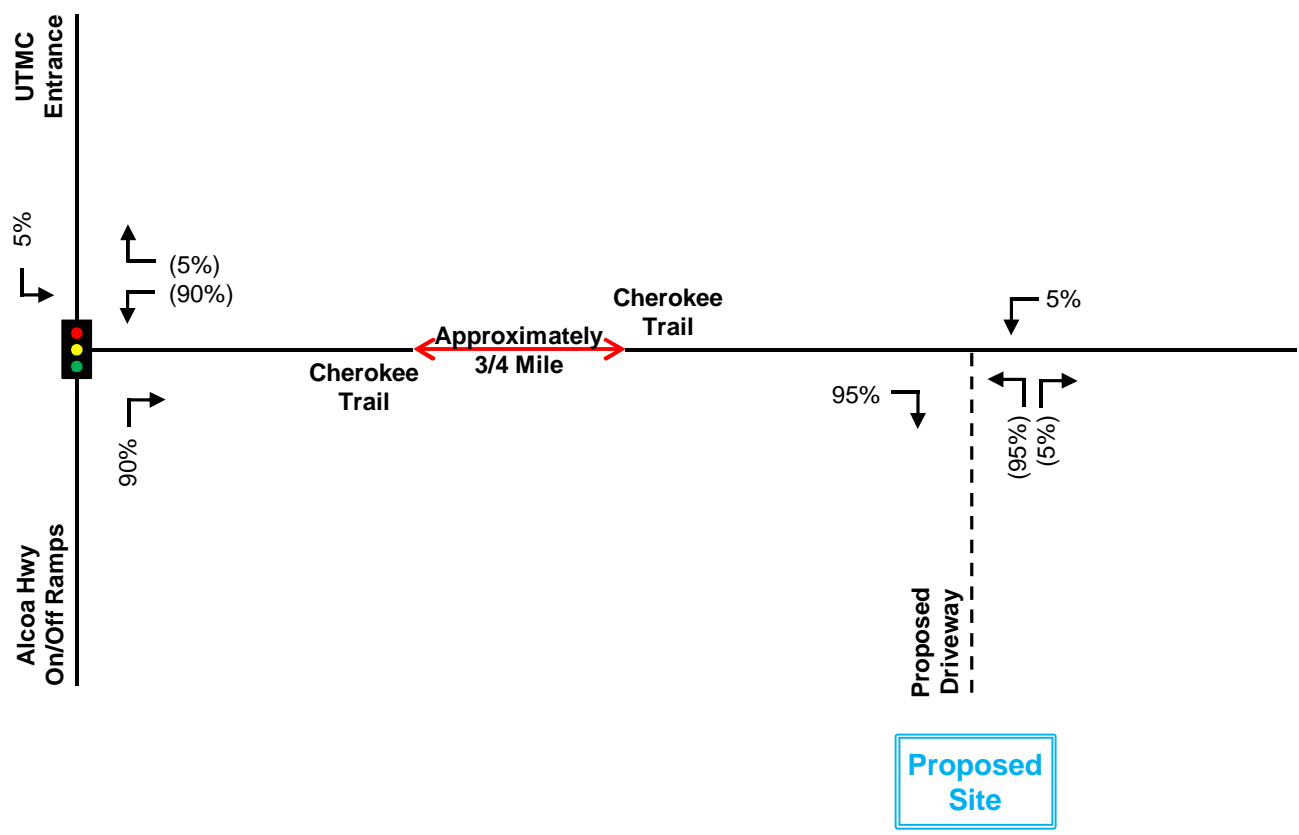 UTMC
Entrance
5%
(5%)
(90%)
Cherokee
Trail
Approximately
3/4 Mile
Cherokee
Trail
90%
5%
95%
(95%)
(5%)
Alcoa Hwy
On/Off Ramps
Proposed
Driveway
Proposed
Site